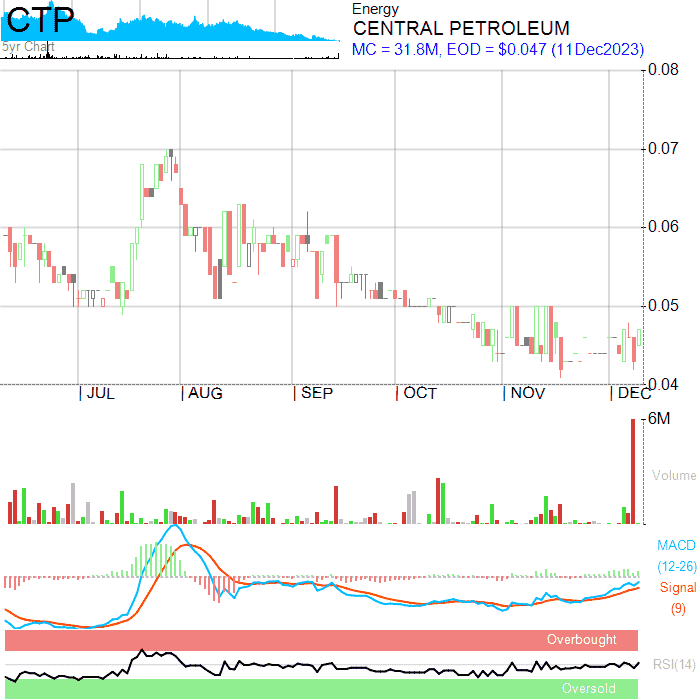 CTP
5yr Chart
Energy
CENTRAL PETROLEUM
MC = 31.8M, EOD = $0.047 (11Dec2023)
0.08
0.07
0.06
0.05
0.04
JUL AUG SEP OCT NOV DEC
6M
Volume
MACD
(12-26)
Signal
(9)
Overbought
RSI(14)
Oversold